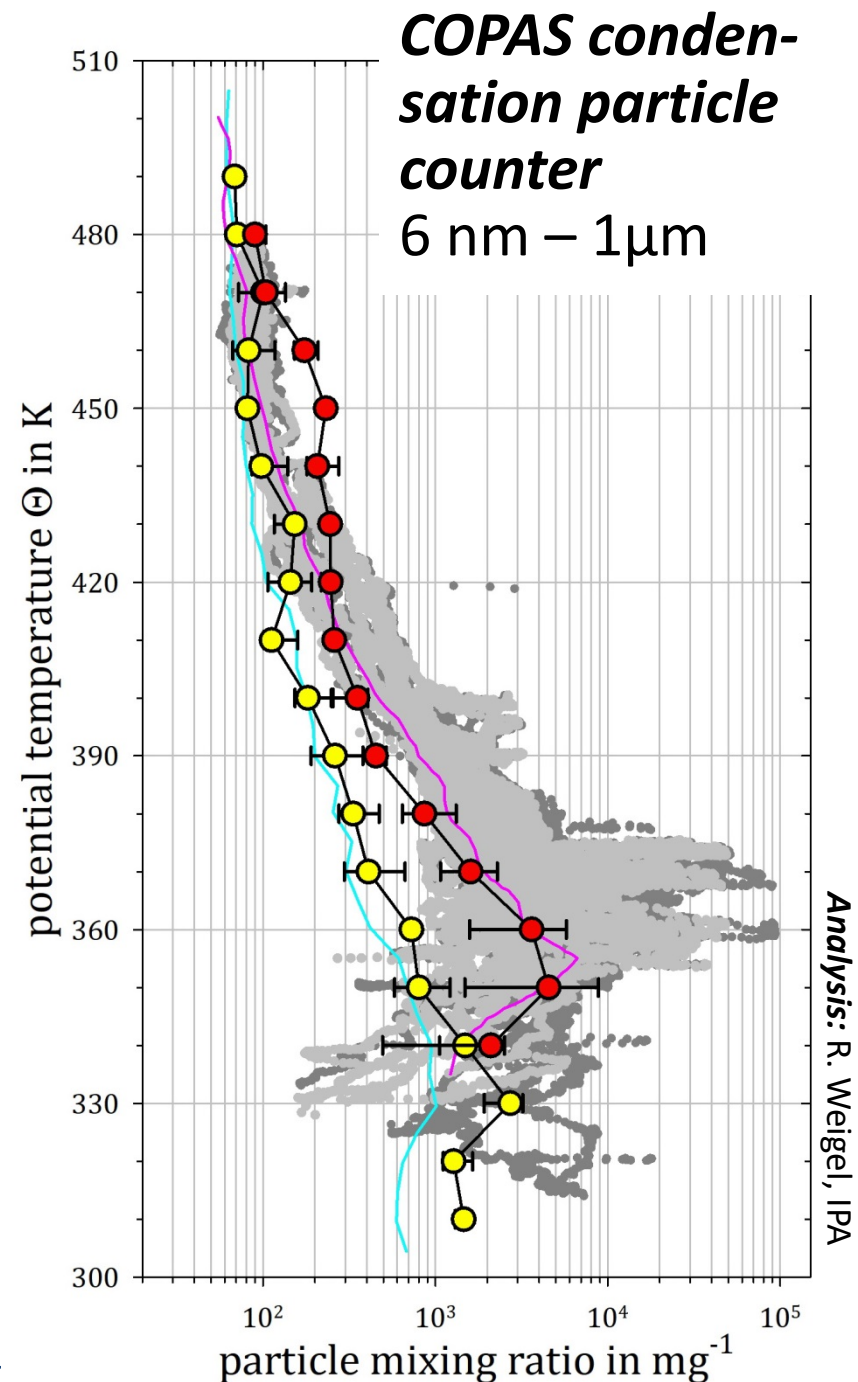 COPAS conden-
sation particle
counter
6 nm – 1µm
510
480
450
420
390
360
330
300
potential temperature Θ in K
10²
10³
10⁴
10⁵
particle mixing ratio in mg⁻¹
Analysis: R. Weigel, IPA